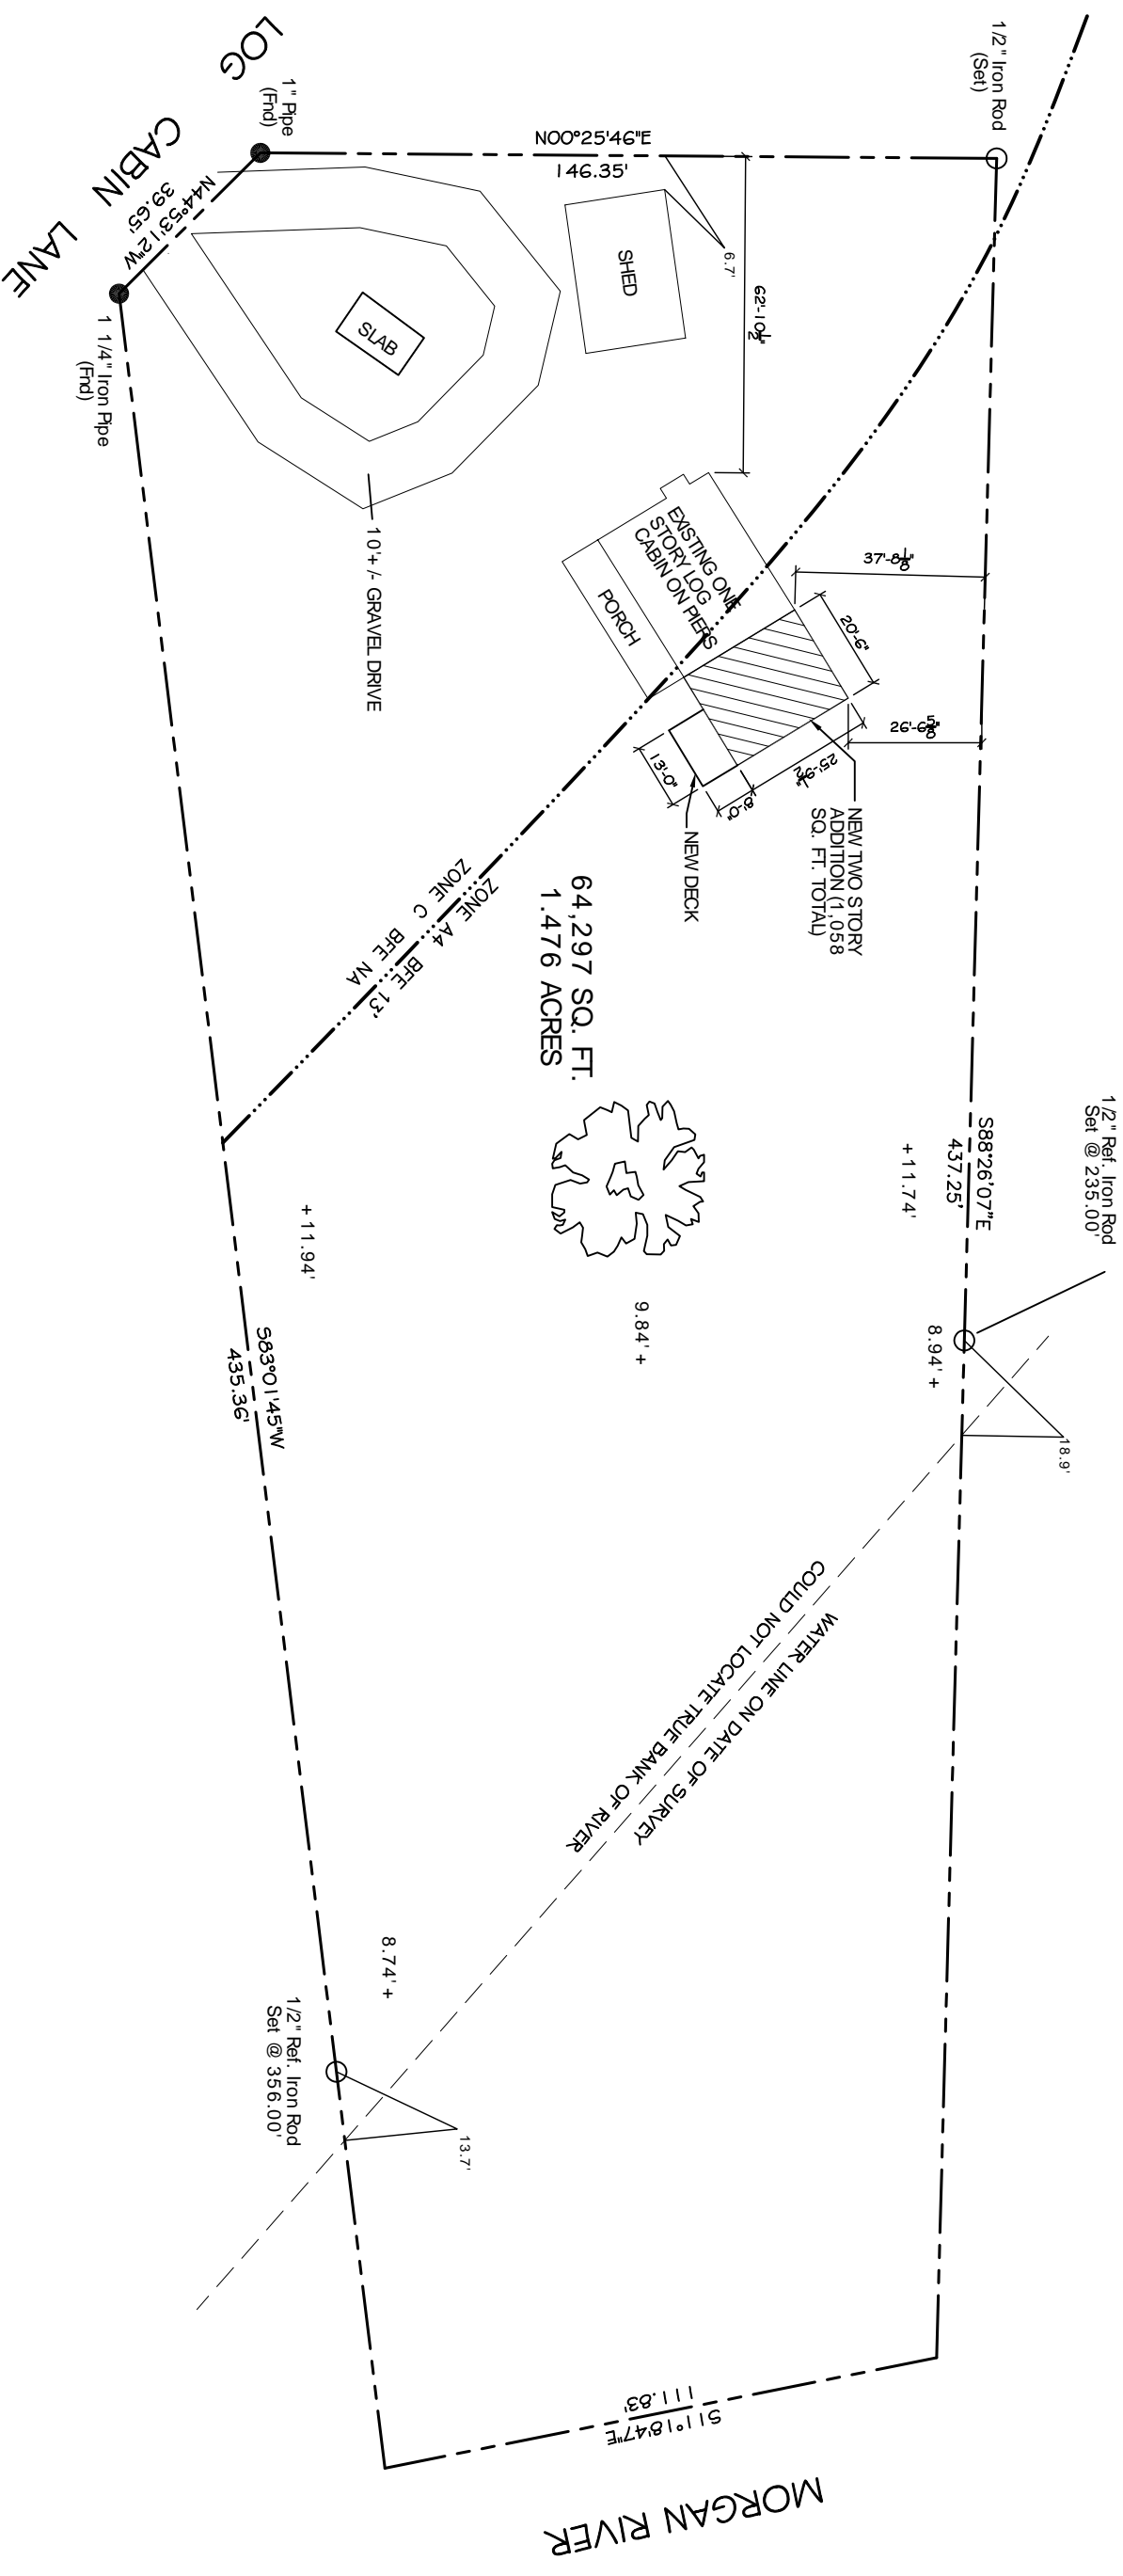 1/2" Iron Rod
(Set)
LOG
CABIN
LANE
1" Pipe
(Fnd)
N00°25'46"E
146.35'
N44°53'12"W
39.65'
1 1/4" Iron Pipe
(Fnd)
SHED
6.7'
62'-10 1/2"
SLAB
10'+/- GRAVEL DRIVE
EXISTING ONE
STORY LOG
CABIN ON PIERS
PORCH
37'-8 1/8"
20'-6"
26'-6 5/8"
25'-9 1/2"
8'-0"
13'-0"
NEW TWO STORY
ADDITION (1,058
SQ. FT. TOTAL)
NEW DECK
ZONE A4 BFE 13'
ZONE C BFE NA
64,297 SQ. FT.
1.476 ACRES
S88°26'07"E
437.25'
1/2" Ref. Iron Rod
Set @ 235.00'
+11.74'
+11.94'
9.84'+
8.94'+
18.9'
S83°01'45"W
435.36'
WATER LINE ON DATE OF SURVEY
COULD NOT LOCATE TRUE BANK OF RIVER
8.74'+
1/2" Ref. Iron Rod
Set @ 356.00'
13.7'
S11°18'47"E
111.83'
MORGAN RIVER